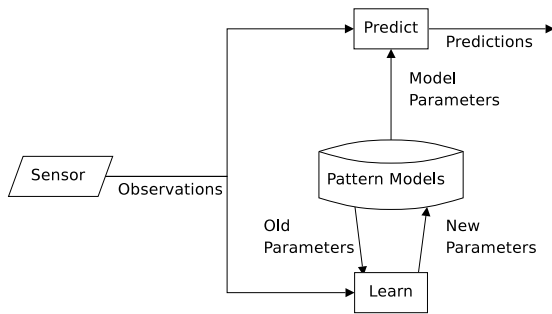 Predict
Predictions
Model
Parameters
Sensor
Observations
Pattern Models
Old
Parameters
New
Parameters
Learn